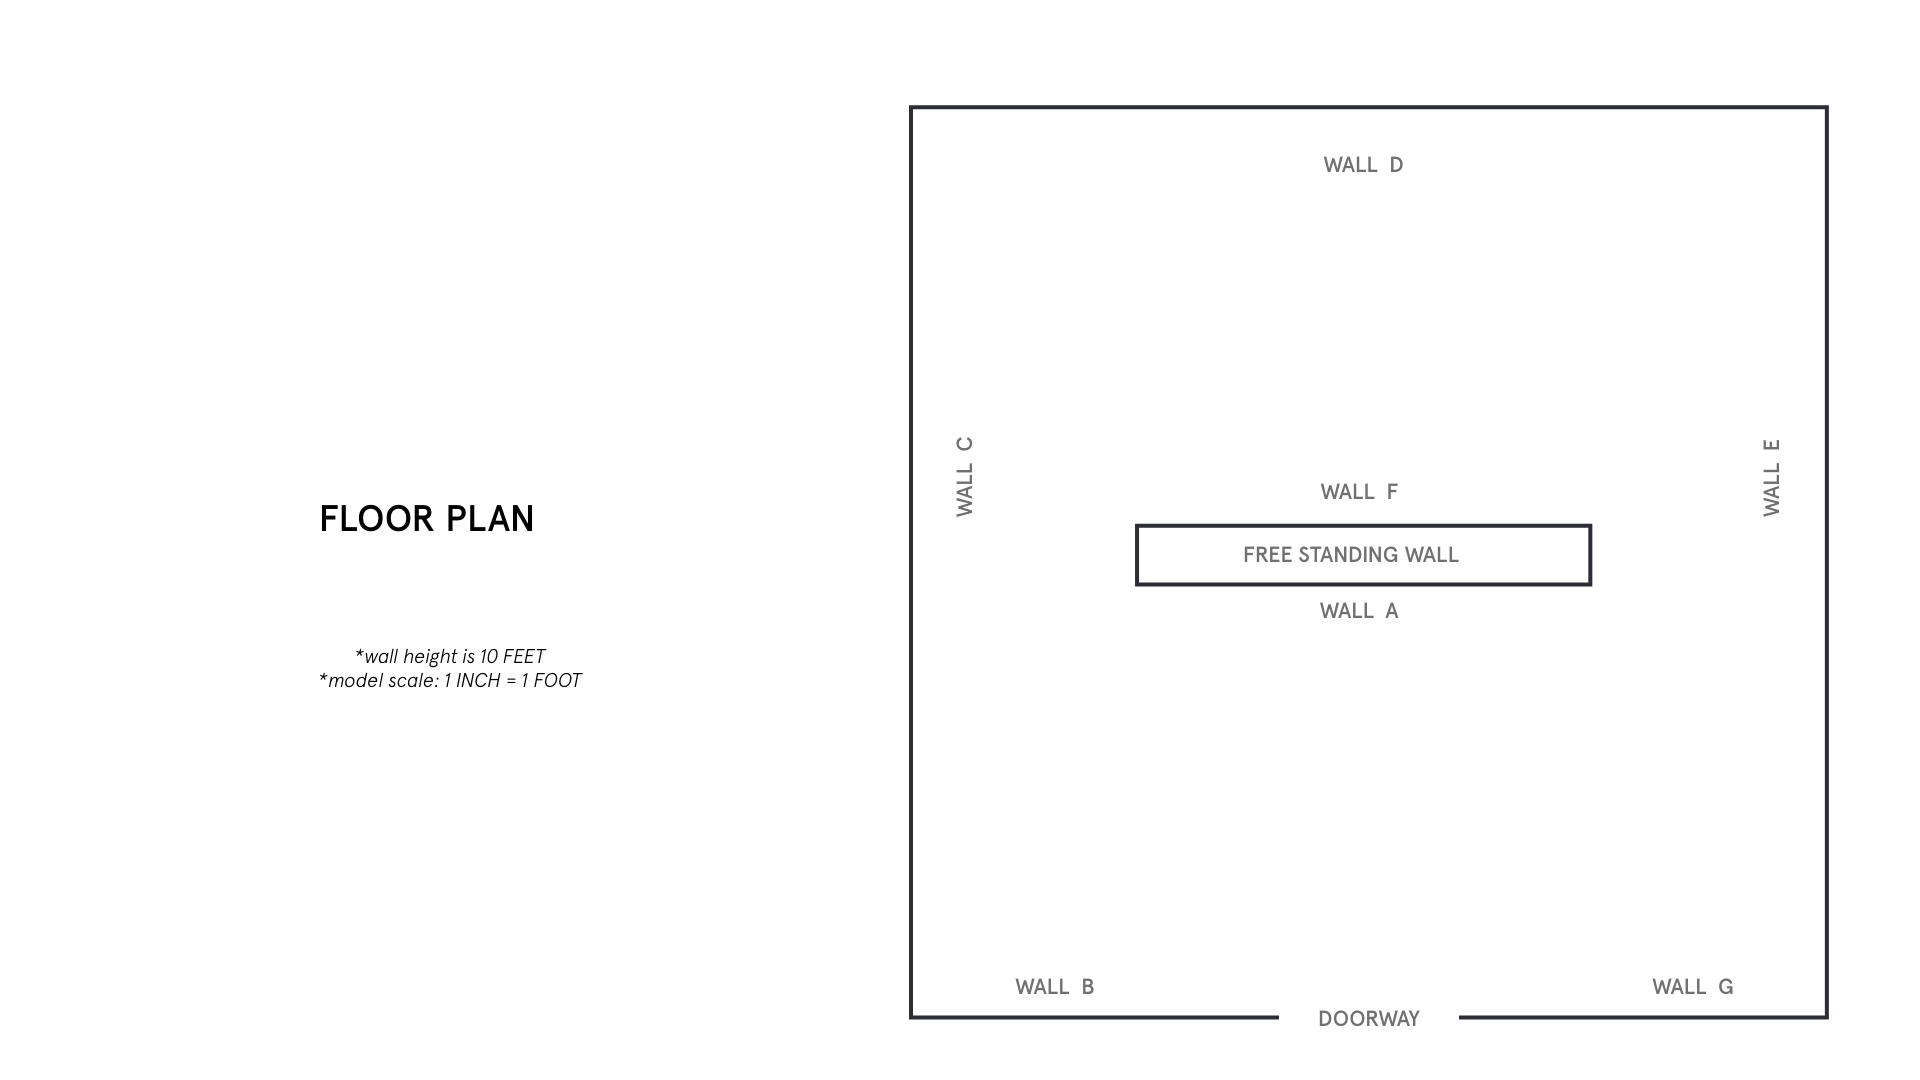 FLOOR PLAN
*wall height is 10 FEET
*model scale: 1 INCH = 1 FOOT
WALL D
WALL C
WALL E
WALL F
FREE STANDING WALL
WALL A
WALL B
WALL G
DOORWAY